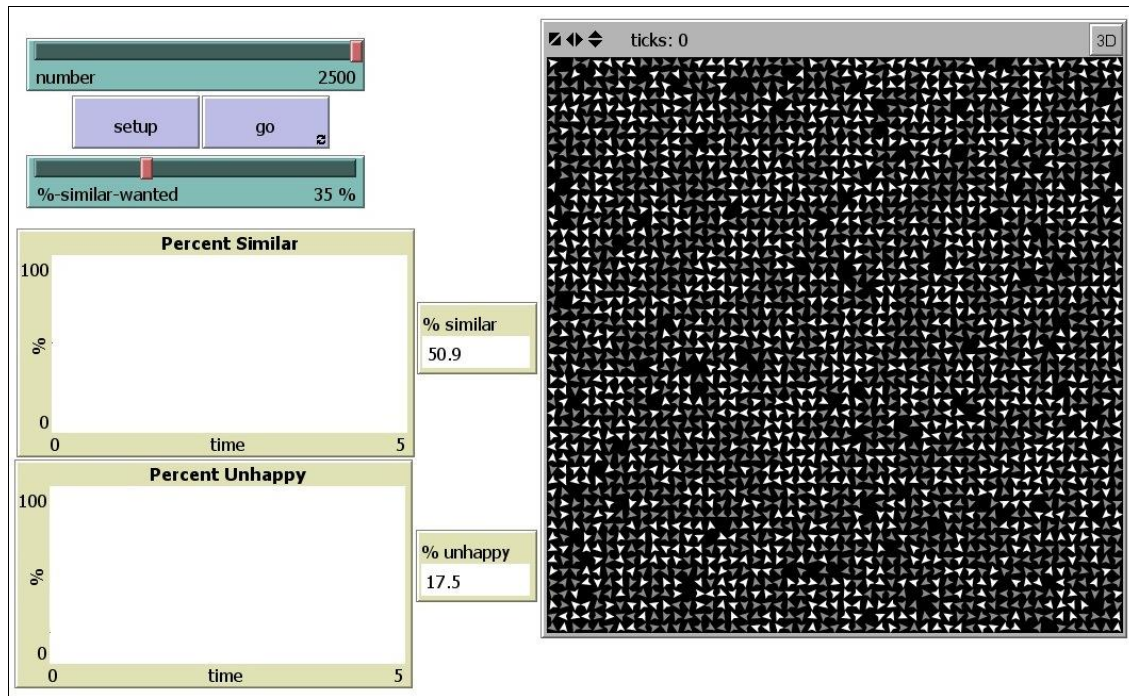 number 2500
setup go
%-similar-wanted 35 %
ticks: 0 3D
Percent Similar
100
%
0
0 time 5
% similar
50.9
Percent Unhappy
100
%
0
0 time 5
% unhappy
17.5